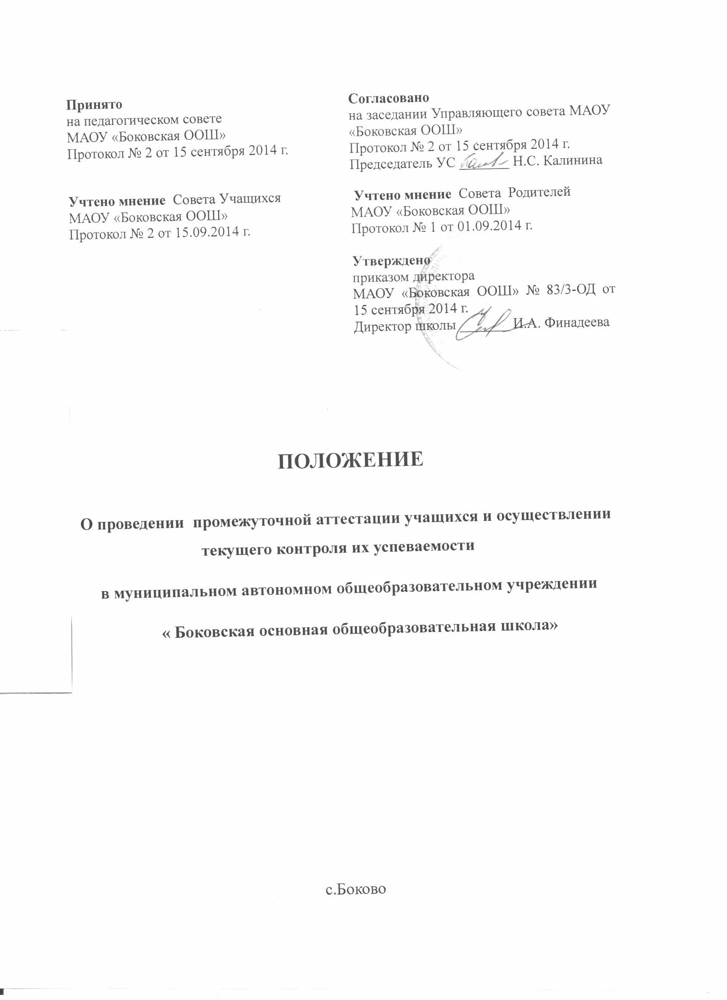 Принято
на педагогическом совете
МАОУ «Боковская ООШ»
Протокол № 2 от 15 сентября 2014 г.
Согласовано
на заседании Управляющего совета МАОУ
«Боковская ООШ»
Протокол № 2 от 15 сентября 2014 г.
Председатель УС ________ Н.С. Калинина
Учтено мнение Совета Учащихся
МАОУ «Боковская ООШ»
Протокол № 2 от 15.09.2014 г.
Учтено мнение Совета Родителей
МАОУ «Боковская ООШ»
Протокол № 1 от 01.09.2014 г.
Утверждено
приказом директора
МАОУ «Боковская ООШ» № 83/3-ОД от
15 сентября 2014 г.
Директор школы ________ И.А. Финадеева
ПОЛОЖЕНИЕ
О проведении промежуточной аттестации учащихся и осуществлении
текущего контроля их успеваемости
в муниципальном автономном общеобразовательном учреждении
« Боковская основная общеобразовательная школа»
с.Боково